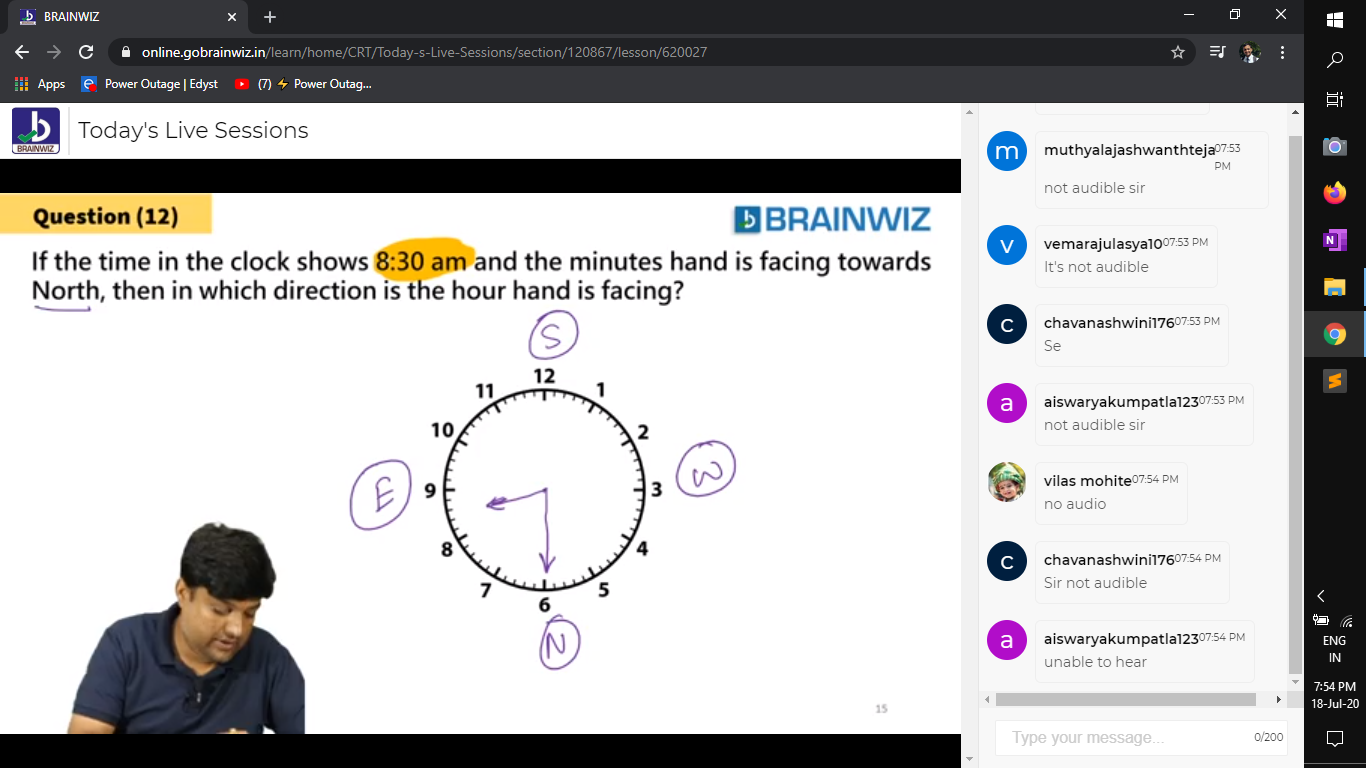 BRAINWIZ
online.gobrainwiz.in/learn/home/CRT/Today-s-Live-Sessions/section/120867/lesson/620027
Apps
Power Outage | Edyst
(7) ⚡ Power Outag...
BRAINWIZ
Today's Live Sessions
Question (12)
BRAINWIZ
If the time in the clock shows 8:30 am and the minutes hand is facing towards
North, then in which direction is the hour hand is facing?
S
12
11
1
10
2
E
9
3
W
8
4
7
5
6
N
15
muthyalajashwanthteja 07:53
PM
not audible sir
vemarajulasya10 07:53 PM
It's not audible
chavanashwini176 07:53 PM
Se
aiswaryakumpatla123 07:53 PM
not audible sir
vilas mohite 07:54 PM
no audio
chavanashwini176 07:54 PM
Sir not audible
aiswaryakumpatla123 07:54 PM
unable to hear
Type your message...
0/200
m
v
c
a
c
a
ENG
IN
7:54 PM
18-Jul-20